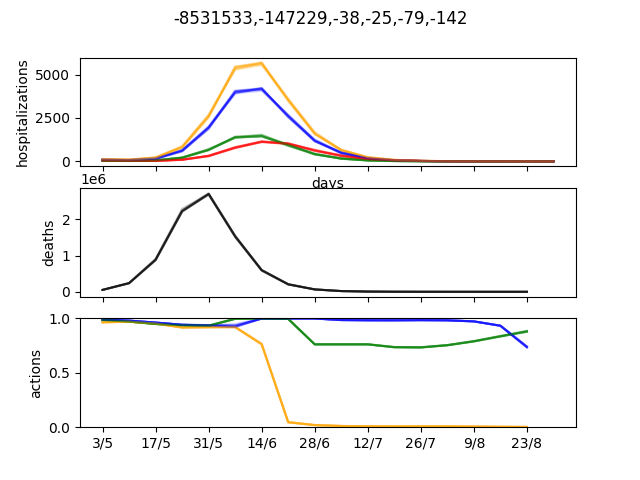 -8531533,-147229,-38,-25,-79,-142
hospitalizations
5000
2500
0
days
1e6
deaths
2
1
0
actions
1.0
0.5
0.0
3/5 17/5 31/5 14/6 28/6 12/7 26/7 9/8 23/8